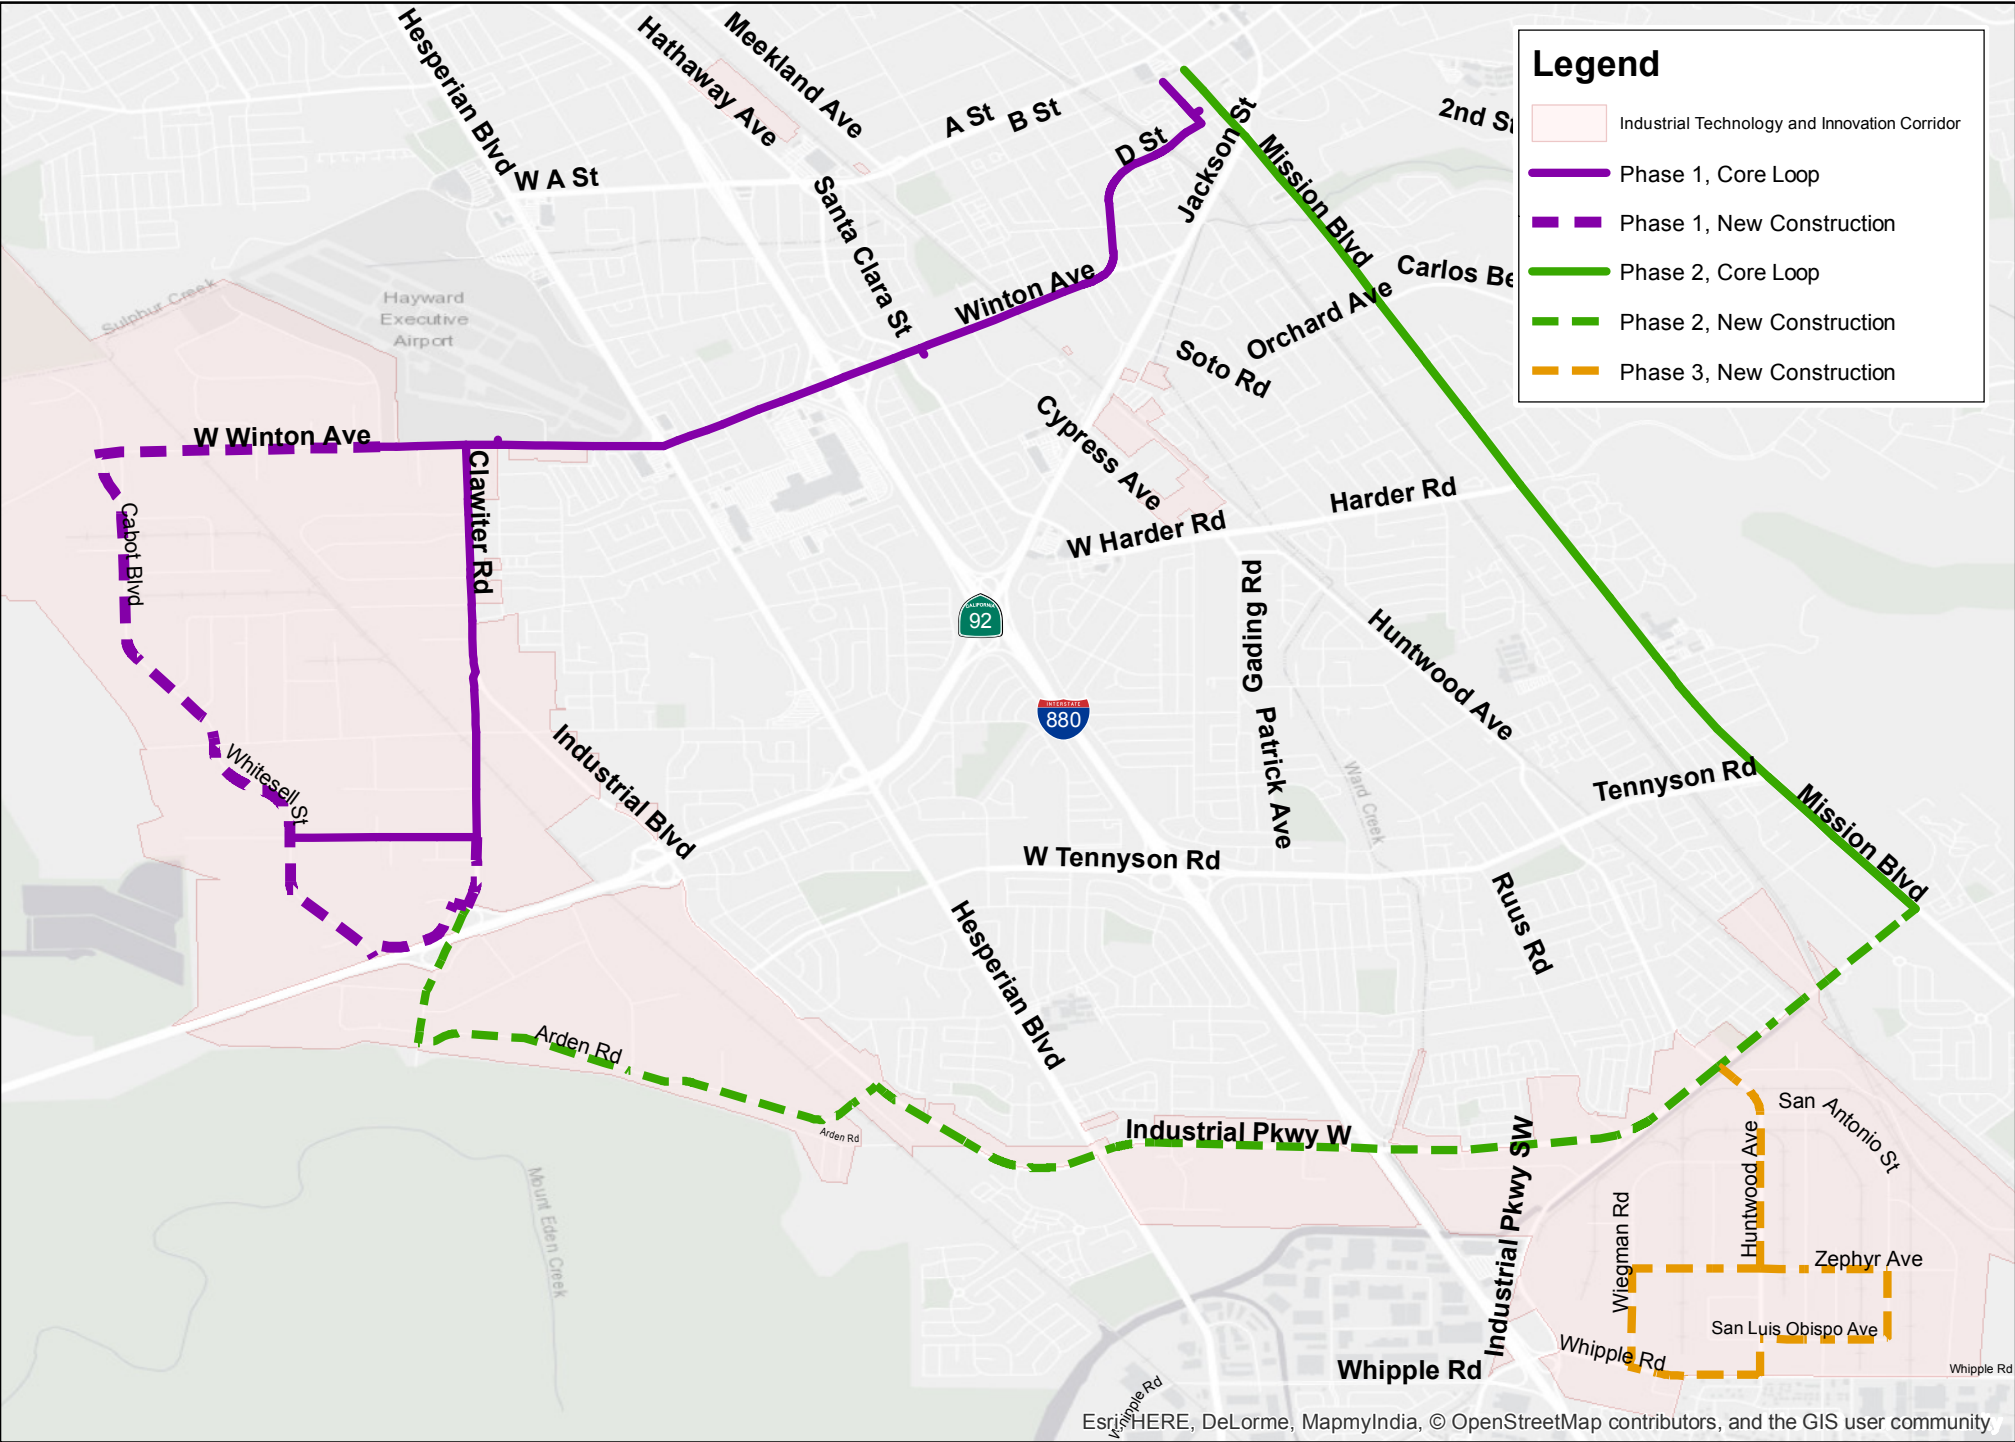 Hesperian Blvd
Hathaway Ave
Meekland Ave
A St
B St
D St
Jackson St
2nd St
W A St
Santa Clara St
Mission Blvd
Legend
Industrial Technology and Innovation Corridor
Phase 1, Core Loop
Phase 1, New Construction
Phase 2, Core Loop
Phase 2, New Construction
Phase 3, New Construction
Sulphur Creek
Hayward
Executive
Airport
Winton Ave
Carlos Be
Orchard Ave
Soto Rd
Cypress Ave
W Winton Ave
Clawiter Rd
Cabot Blvd
Harder Rd
W Harder Rd
CALIFORNIA
92
Gading Rd
Huntwood Ave
INTERSTATE
880
Patrick Ave
Ward Creek
Whitesell St
Industrial Blvd
Tennyson Rd
Mission Blvd
W Tennyson Rd
Ruus Rd
Hesperian Blvd
Arden Rd
Arden Rd
Industrial Pkwy W
Industrial Pkwy SW
San Antonio St
Huntwood Ave
Wiegman Rd
Zephyr Ave
San Luis Obispo Ave
Mount Eden Creek
Whipple Rd
Whipple Rd
Whipple Rd
Whipple Rd
Esri, HERE, DeLorme, MapmyIndia, © OpenStreetMap contributors, and the GIS user community